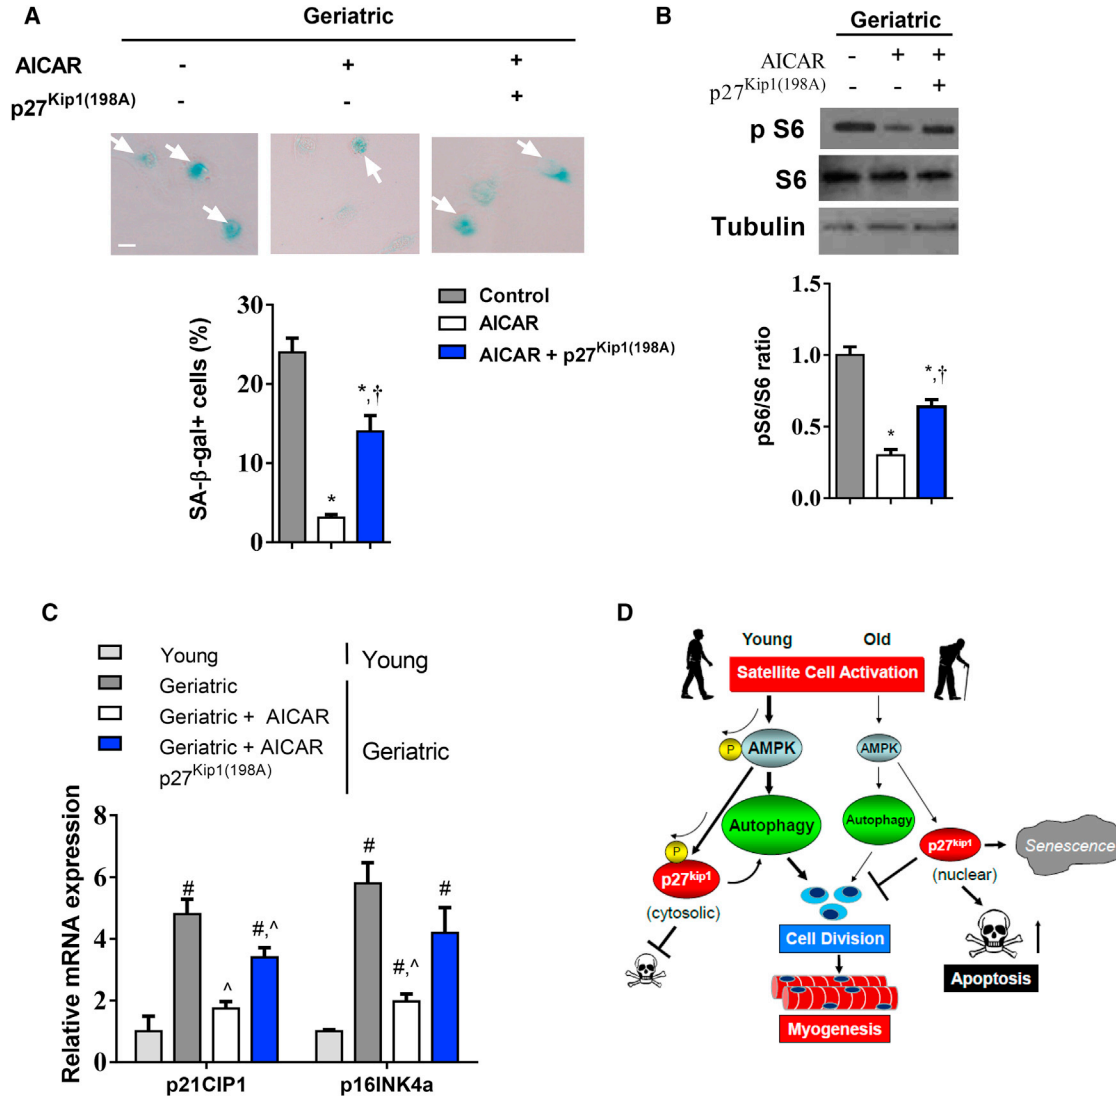 A
Geriatric
AICAR - + +
p27Kip1(198A) - - +
30
20
10
0
SA-β-gal+ cells (%)
*
*,†
Control
AICAR
AICAR + p27Kip1(198A)
B
Geriatric
AICAR - + +
p27Kip1(198A) - - +
p S6
S6
Tubulin
1.5
1.0
0.5
0.0
pS6/S6 ratio
*
*,†
C
Young
Geriatric
Geriatric + AICAR
Geriatric + AICAR
p27Kip1(198A)
Young
Geriatric
Relative mRNA expression
8
6
4
2
0
#
^
#,^
#
#,^
#
p21CIP1 p16INK4a
D
Young Old
Satellite Cell Activation
P AMPK
AMPK
Autophagy
Autophagy
P
p27kip1
(cytosolic)
p27kip1
(nuclear)
Senescence
Cell Division
Apoptosis
Myogenesis